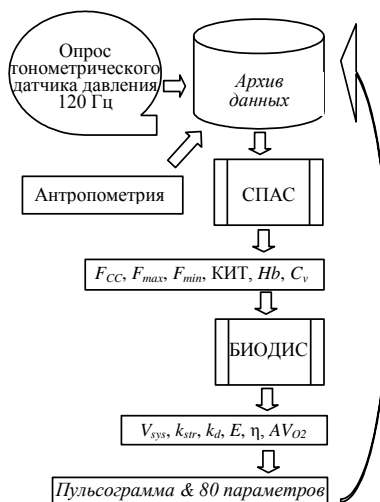 Опрос
тонометрического
датчика давления
120 Гц
Архив
данных
Антропометрия
СПАС
F_CC, F_max, F_min, КИТ, Hb, C_v
БИОДИС
V_sys, k_str, k_d, E, η, AV_O2
Пульсограмма & 80 параметров